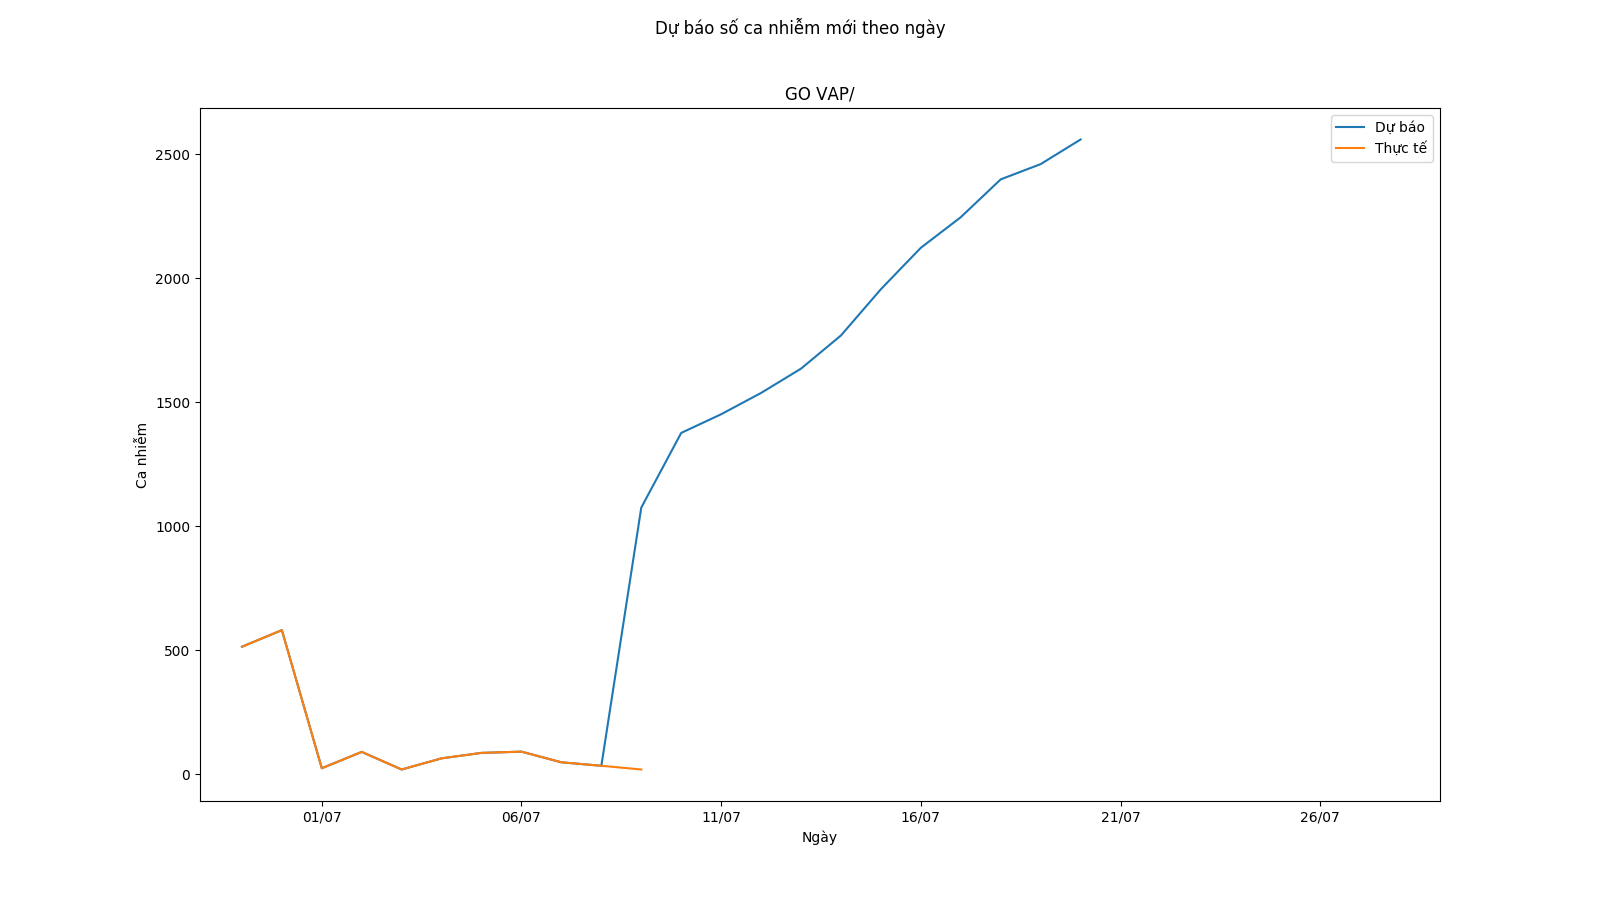 Dự báo số ca nhiễm mới theo ngày
GO VAP/
Dự báo
Thực tế
2500
2000
1500
1000
500
0
Ca nhiễm
01/07
06/07
11/07
16/07
21/07
26/07
Ngày